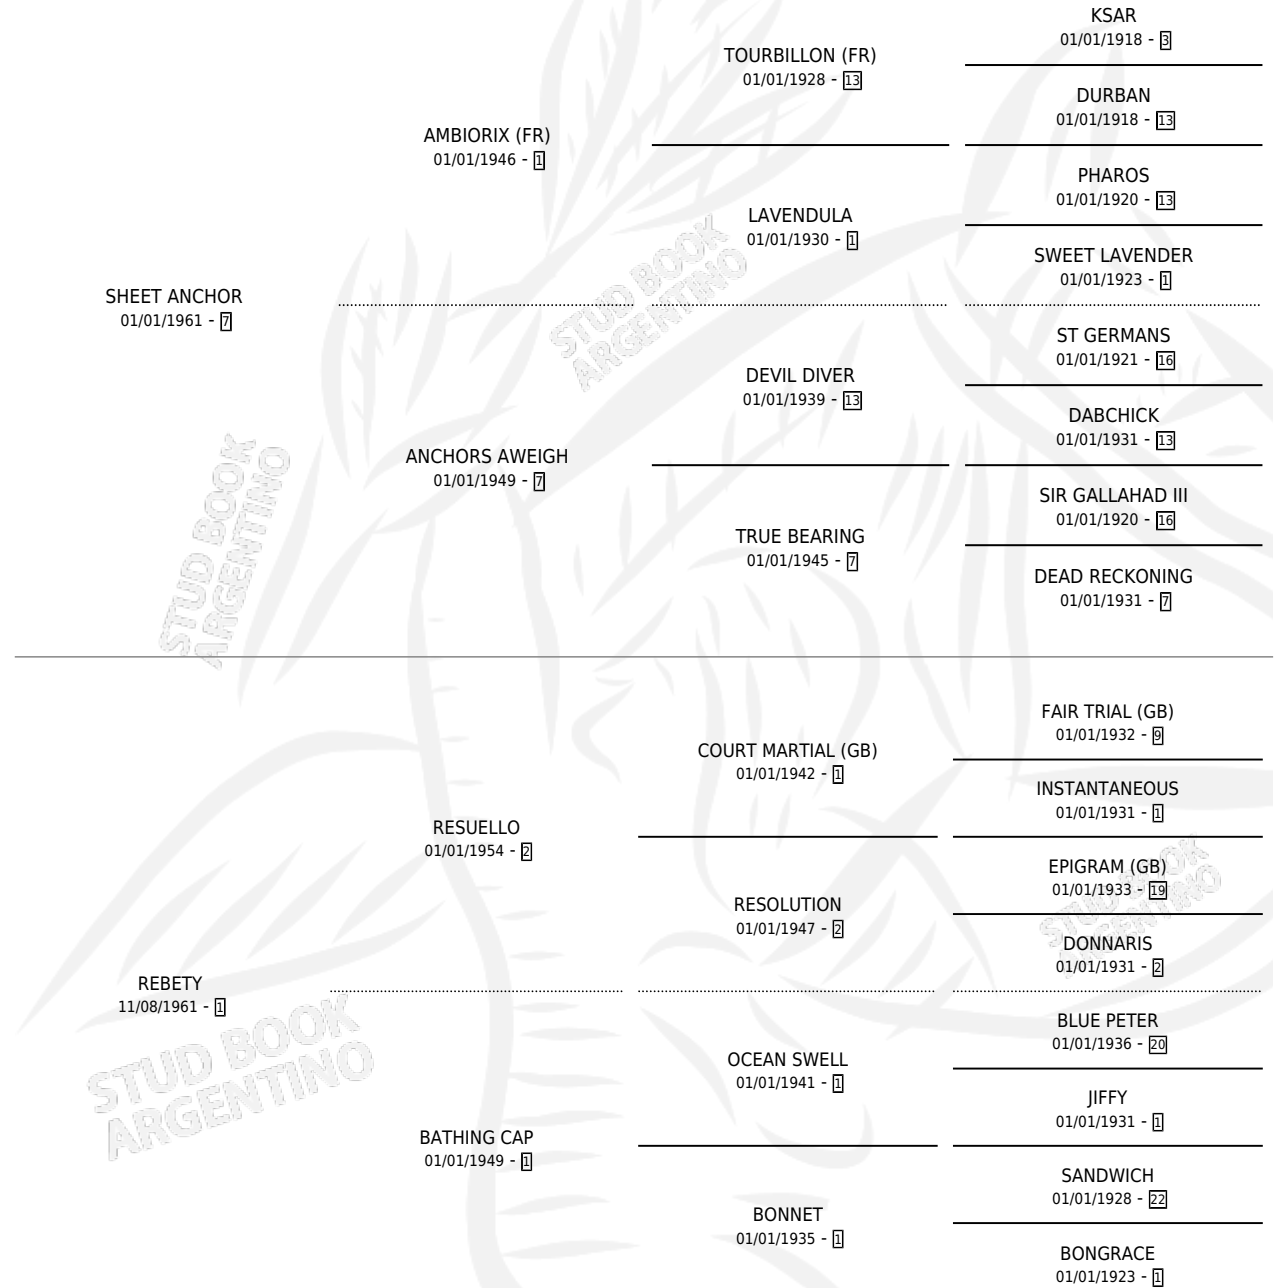 KSAR
01/01/1918 - 3
TOURBILLON (FR)
01/01/1928 - 13
DURBAN
01/01/1918 - 13
AMBIORIX (FR)
01/01/1946 - 1
PHAROS
01/01/1920 - 13
LAVENDULA
01/01/1930 - 1
SWEET LAVENDER
01/01/1923 - 1
SHEET ANCHOR
01/01/1961 - 7
STUD BOOK
ARGENTINO
ST GERMANS
01/01/1921 - 16
DEVIL DIVER
01/01/1939 - 13
DABCHICK
01/01/1931 - 13
ANCHORS AWEIGH
01/01/1949 - 7
SIR GALLAHAD III
01/01/1920 - 16
TRUE BEARING
01/01/1945 - 7
DEAD RECKONING
01/01/1931 - 7
STUD BOOK
ARGENTINO
FAIR TRIAL (GB)
01/01/1932 - 9
COURT MARTIAL (GB)
01/01/1942 - 1
INSTANTANEOUS
01/01/1931 - 1
RESUELLO
01/01/1954 - 2
EPIGRAM (GB)
01/01/1933 - 19
RESOLUTION
01/01/1947 - 2
STUD BOOK
ARGENTINO
DONNARIS
01/01/1931 - 2
REBETY
11/08/1961 - 1
BLUE PETER
01/01/1936 - 20
OCEAN SWELL
01/01/1941 - 1
JIFFY
01/01/1931 - 1
STUD BOOK
ARGENTINO
BATHING CAP
01/01/1949 - 1
SANDWICH
01/01/1928 - 22
BONNET
01/01/1935 - 1
BONGRACE
01/01/1923 - 1